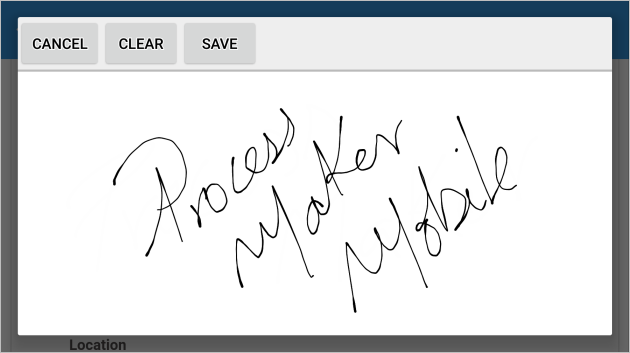 CANCEL CLEAR SAVE
Process
Maker
Mobile
Location